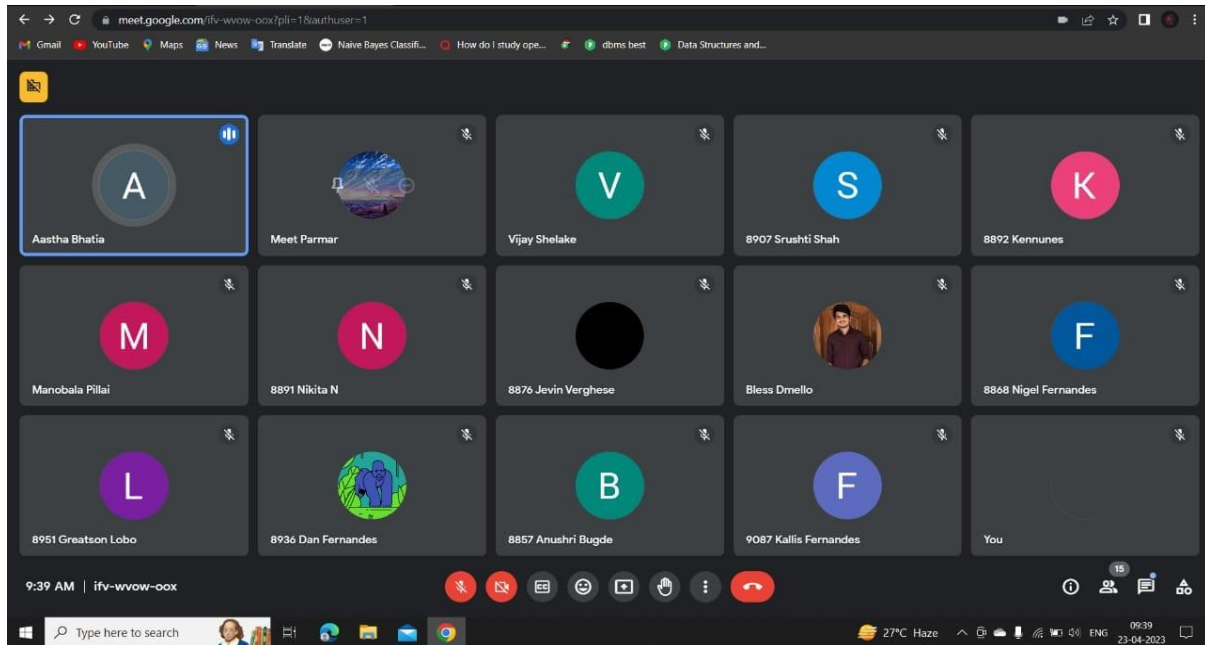 meet.google.com/ifv-wvow-oox?pli=1&authuser=1
Gmail YouTube Maps News Translate Naive Bayes Classifi... How do I study ope... dbms best Data Structures and...
A
Aastha Bhatia
Meet Parmar
V
Vijay Shelake
S
8907 Srushti Shah
K
8892 Kennunes
M
Manobala Pillai
N
8891 Nikita N
8876 Jevin Verghese
Bless Dmello
F
8868 Nigel Fernandes
L
8951 Greatson Lobo
8936 Dan Fernandes
B
8857 Anushri Bugde
F
9087 Kallis Fernandes
You
9:39 AM | ifv-wvow-oox
CC
15
Type here to search
27°C Haze
ENG
09:39
23-04-2023